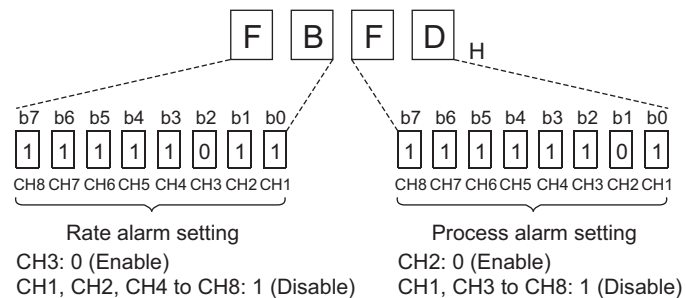 F B F D H
b7 b6 b5 b4 b3 b2 b1 b0
1 1 1 1 1 0 1 1
CH8 CH7 CH6 CH5 CH4 CH3 CH2 CH1
Rate alarm setting
CH3: 0 (Enable)
CH1, CH2, CH4 to CH8: 1 (Disable)
b7 b6 b5 b4 b3 b2 b1 b0
1 1 1 1 1 1 0 1
CH8 CH7 CH6 CH5 CH4 CH3 CH2 CH1
Process alarm setting
CH2: 0 (Enable)
CH1, CH3 to CH8: 1 (Disable)